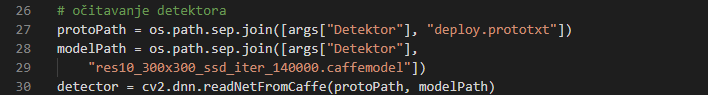 26 # očitavanje detektora
27 protoPath = os.path.sep.join([args["Detektor"], "deploy.prototxt"])
28 modelPath = os.path.sep.join([args["Detektor"],
29     "res10_300x300_ssd_iter_140000.caffemodel"])
30 detector = cv2.dnn.readNetFromCaffe(protoPath, modelPath)